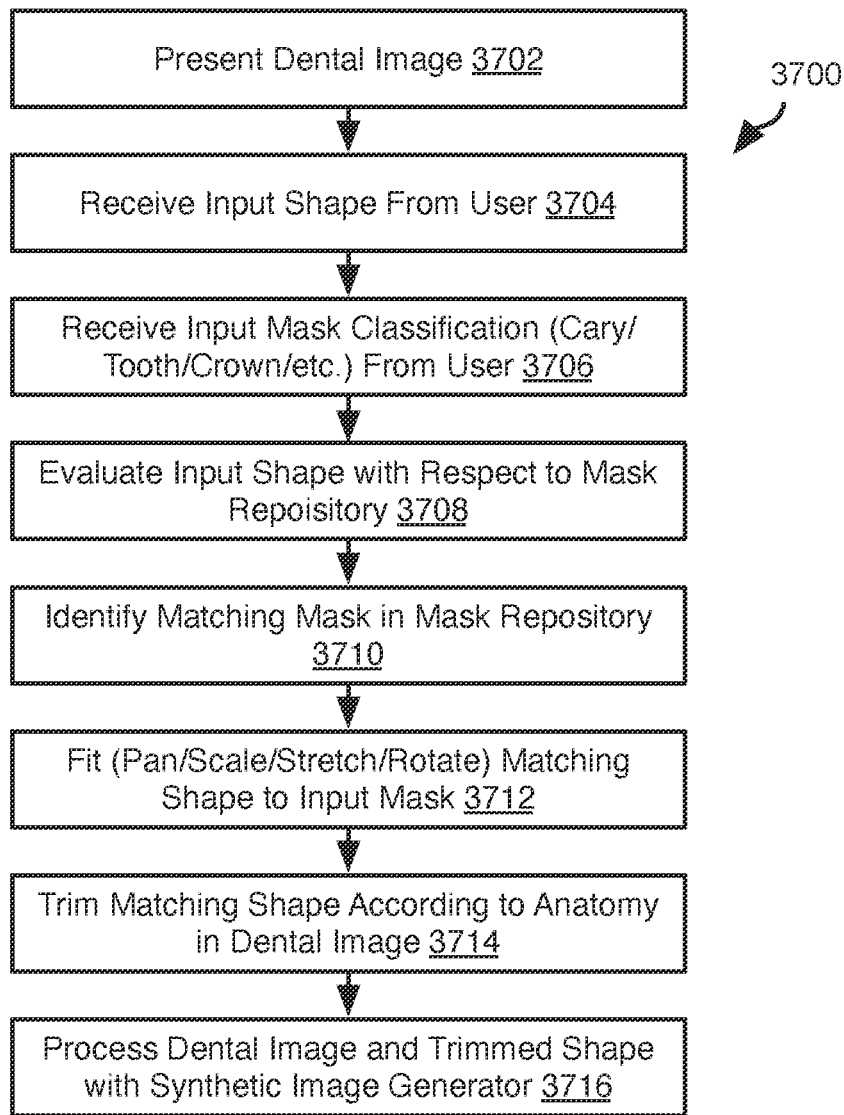 Present Dental Image 3702
3700
Receive Input Shape From User 3704
Receive Input Mask Classification (Cary/
Tooth/Crown/etc.) From User 3706
Evaluate Input Shape with Respect to Mask
Repoisitory 3708
Identify Matching Mask in Mask Repository
3710
Fit (Pan/Scale/Stretch/Rotate) Matching
Shape to Input Mask 3712
Trim Matching Shape According to Anatomy
in Dental Image 3714
Process Dental Image and Trimmed Shape
with Synthetic Image Generator 3716